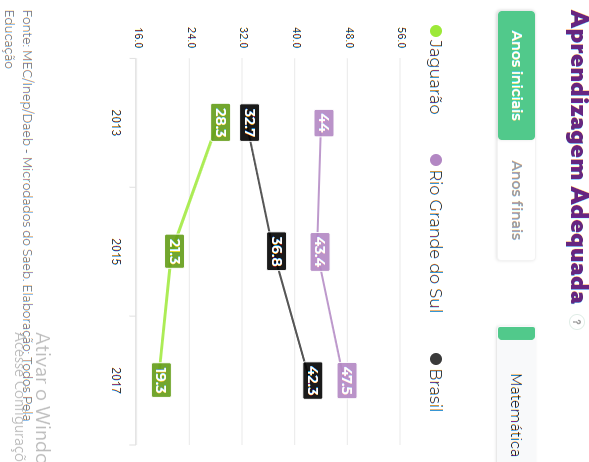 Aprendizagem Adequada ?
Anos iniciais
Anos finais
Matemática
Jaguarão
Rio Grande do Sul
Brasil
56.0
48.0
40.0
32.0
24.0
16.0
44
43.4
47.5
32.7
36.8
42.3
28.3
21.3
19.3
2013
2015
2017
Fonte: MEC/Inep/Daeb - Microdados do Saeb. Elaboração: Todos Pela
Educação
Ativar o Windo
Acesse Configuraçõ